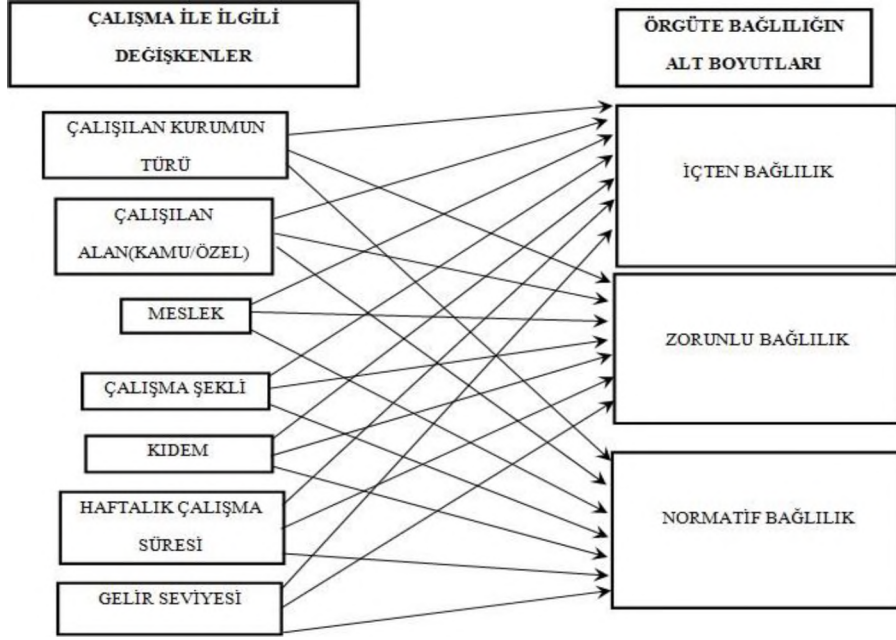 ÇALIŞMA İLE İLGİLİ
DEĞİŞKENLER
ÇALIŞILAN KURUMUN
TÜRÜ
ÇALIŞILAN
ALAN(KAMU/ÖZEL)
MESLEK
ÇALIŞMA ŞEKLİ
KIDEM
HAFTALIK ÇALIŞMA
SÜRESİ
GELİR SEVİYESİ
ÖRGÜTE BAĞLILIĞIN
ALT BOYUTLARI
İÇTEN BAĞLILIK
ZORUNLU BAĞLILIK
NORMATİF BAĞLILIK